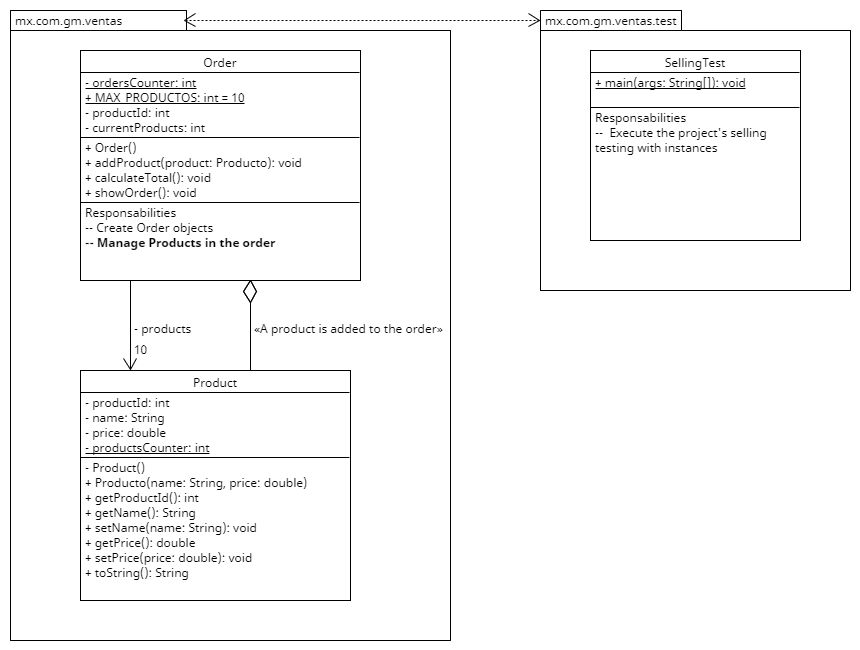 mx.com.gm.ventas
Order
- ordersCounter: int
+ MAX_PRODUCTOS: int = 10
- productId: int
- currentProducts: int
+ Order()
+ addProduct(product: Producto): void
+ calculateTotal(): void
+ showOrder(): void
Responsabilities
-- Create Order objects
-- Manage Products in the order
- products
10
«A product is added to the order»
Product
- productId: int
- name: String
- price: double
- productsCounter: int
- Product()
+ Producto(name: String, price: double)
+ getProductId(): int
+ getName(): String
+ setName(name: String): void
+ getPrice(): double
+ setPrice(price: double): void
+ toString(): String
mx.com.gm.ventas.test
SellingTest
+ main(args: String[]): void
Responsabilities
-- Execute the project's selling
testing with instances